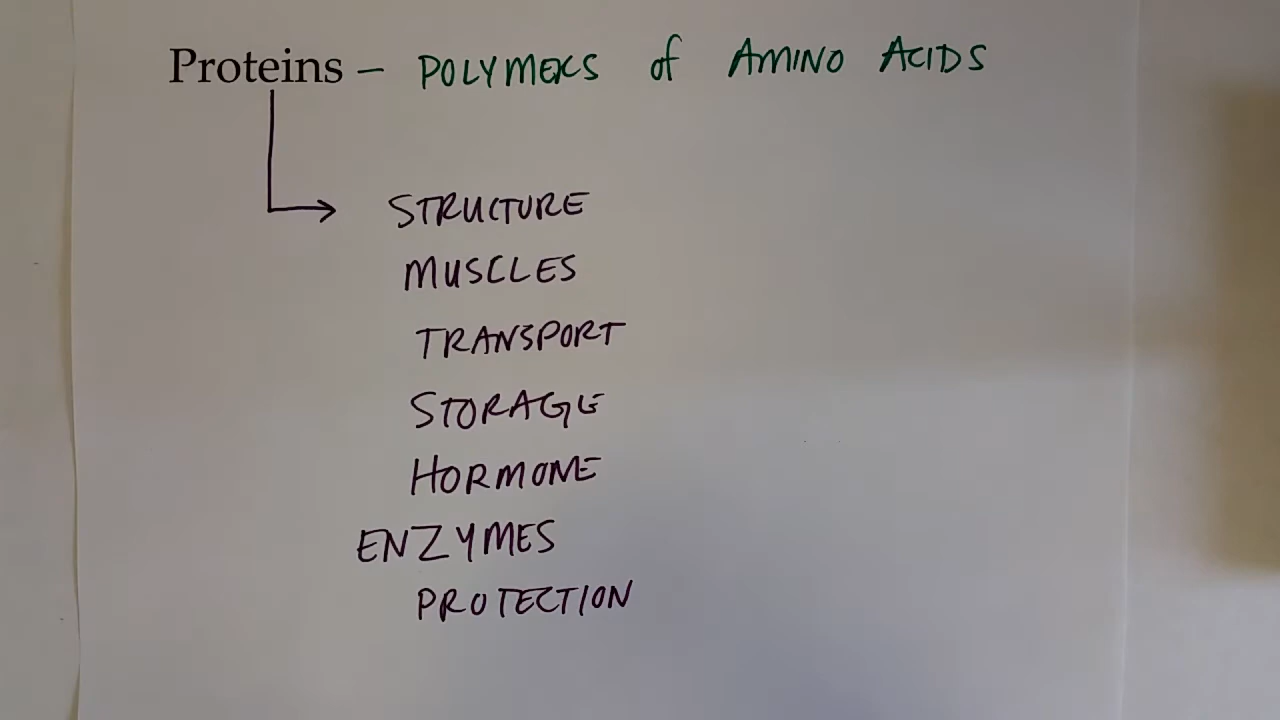 Proteins – POLYMERS of AMINO ACIDS
STRUCTURE
MUSCLES
TRANSPORT
STORAGE
HORMONE
ENZYMES
PROTECTION